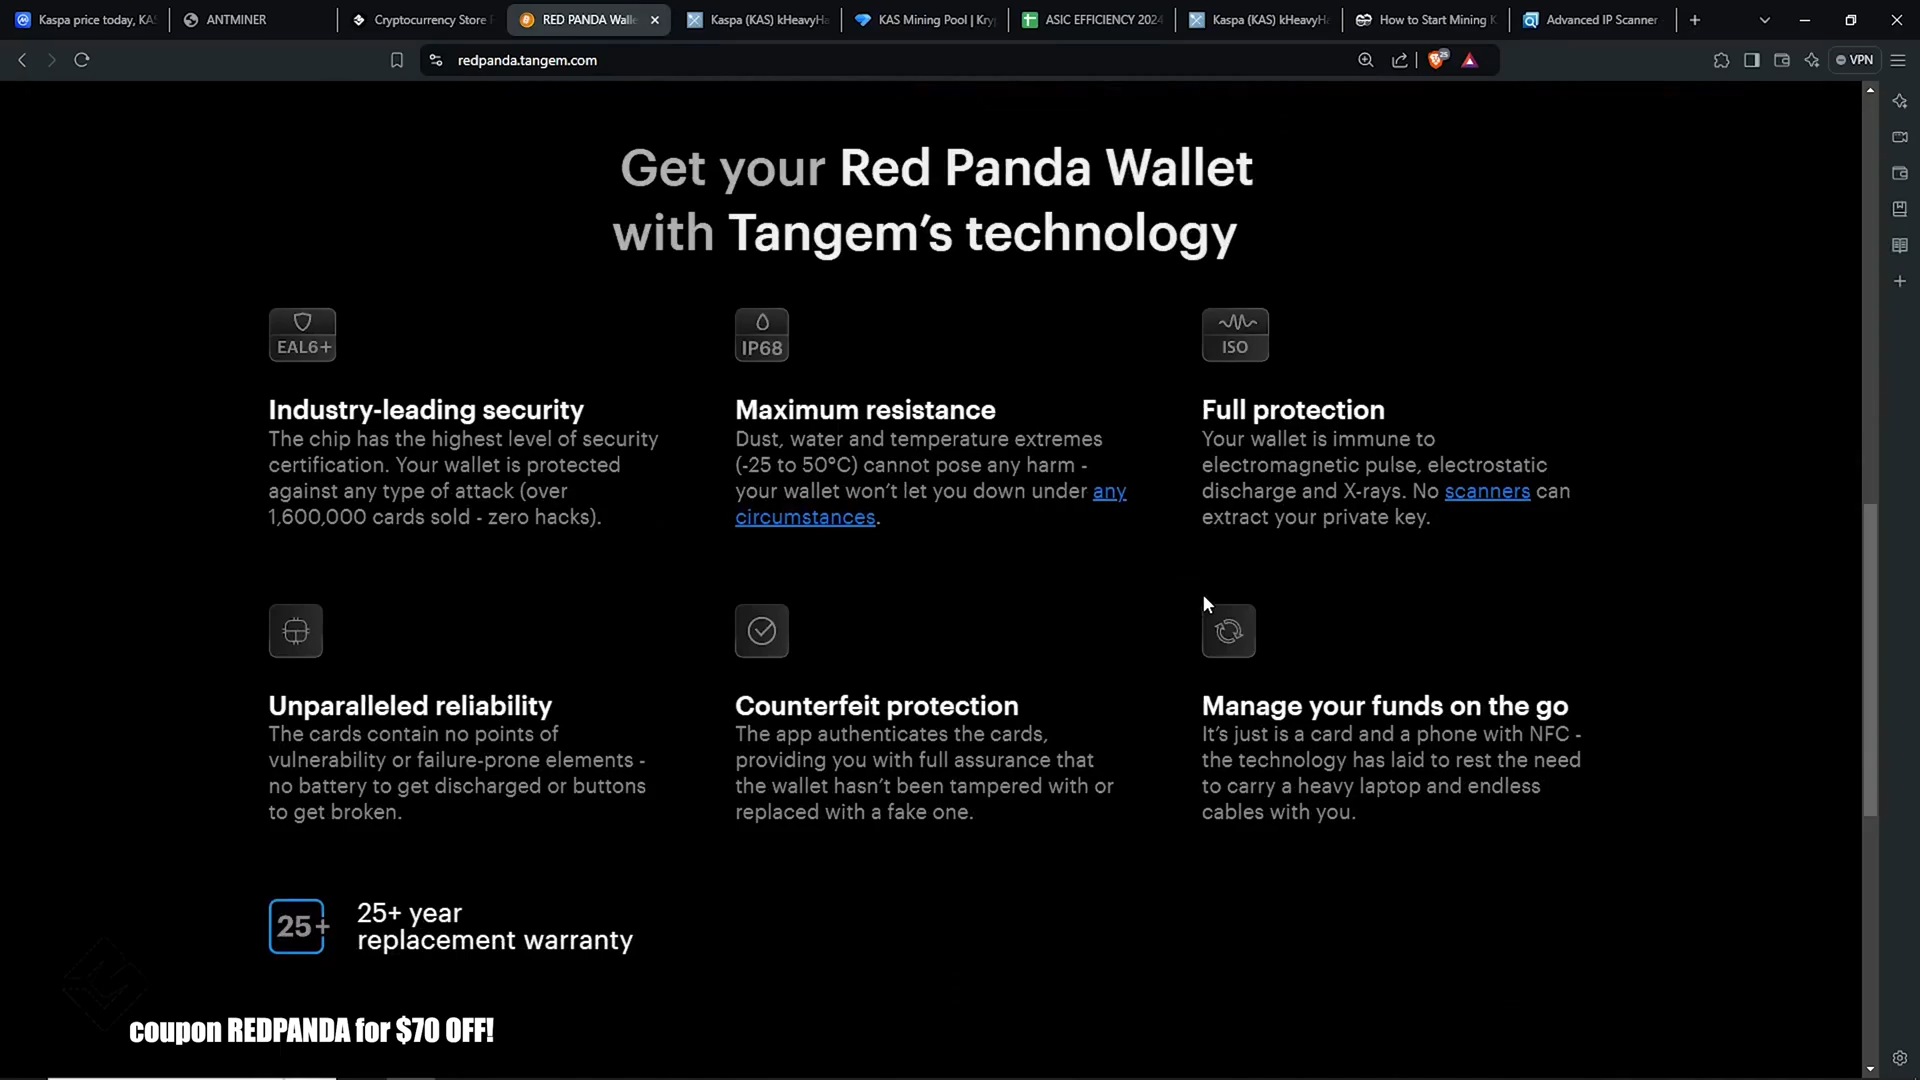 Kaspa price today, KAS
ANTMINER
Cryptocurrency Store F
RED PANDA Walle
Kaspa (KAS) kHeavyHa
KAS Mining Pool | Kry
ASIC EFFICIENCY 2024
Kaspa (KAS) kHeavyH
How to Start Mining K
Advanced IP Scanner
redpanda.tangem.com
25
VPN
Get your Red Panda Wallet
with Tangem’s technology
EAL6+
IP68
ISO
Industry-leading security
The chip has the highest level of security
certification. Your wallet is protected
against any type of attack (over
1,600,000 cards sold - zero hacks).
Maximum resistance
Dust, water and temperature extremes
(-25 to 50°C) cannot pose any harm -
your wallet won’t let you down under any
circumstances.
Full protection
Your wallet is immune to
electromagnetic pulse, electrostatic
discharge and X-rays. No scanners can
extract your private key.
Unparalleled reliability
The cards contain no points of
vulnerability or failure-prone elements -
no battery to get discharged or buttons
to get broken.
Counterfeit protection
The app authenticates the cards,
providing you with full assurance that
the wallet hasn’t been tampered with or
replaced with a fake one.
Manage your funds on the go
It’s just is a card and a phone with NFC -
the technology has laid to rest the need
to carry a heavy laptop and endless
cables with you.
25+
25+ year
replacement warranty
coupon REDPANDA for $70 OFF!